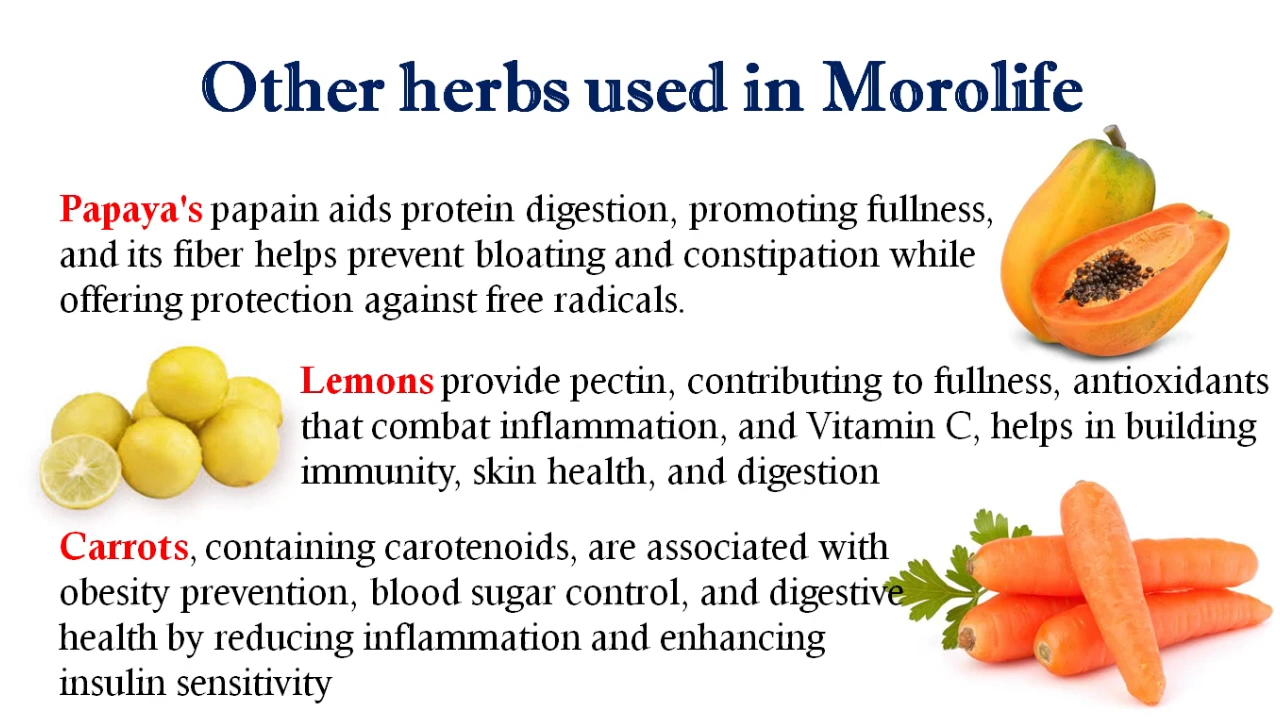 Other herbs used in Morolife
Papaya's papain aids protein digestion, promoting fullness,
and its fiber helps prevent bloating and constipation while
offering protection against free radicals.
Lemons provide pectin, contributing to fullness, antioxidants
that combat inflammation, and Vitamin C, helps in building
immunity, skin health, and digestion
Carrots, containing carotenoids, are associated with
obesity prevention, blood sugar control, and digestive
health by reducing inflammation and enhancing
insulin sensitivity